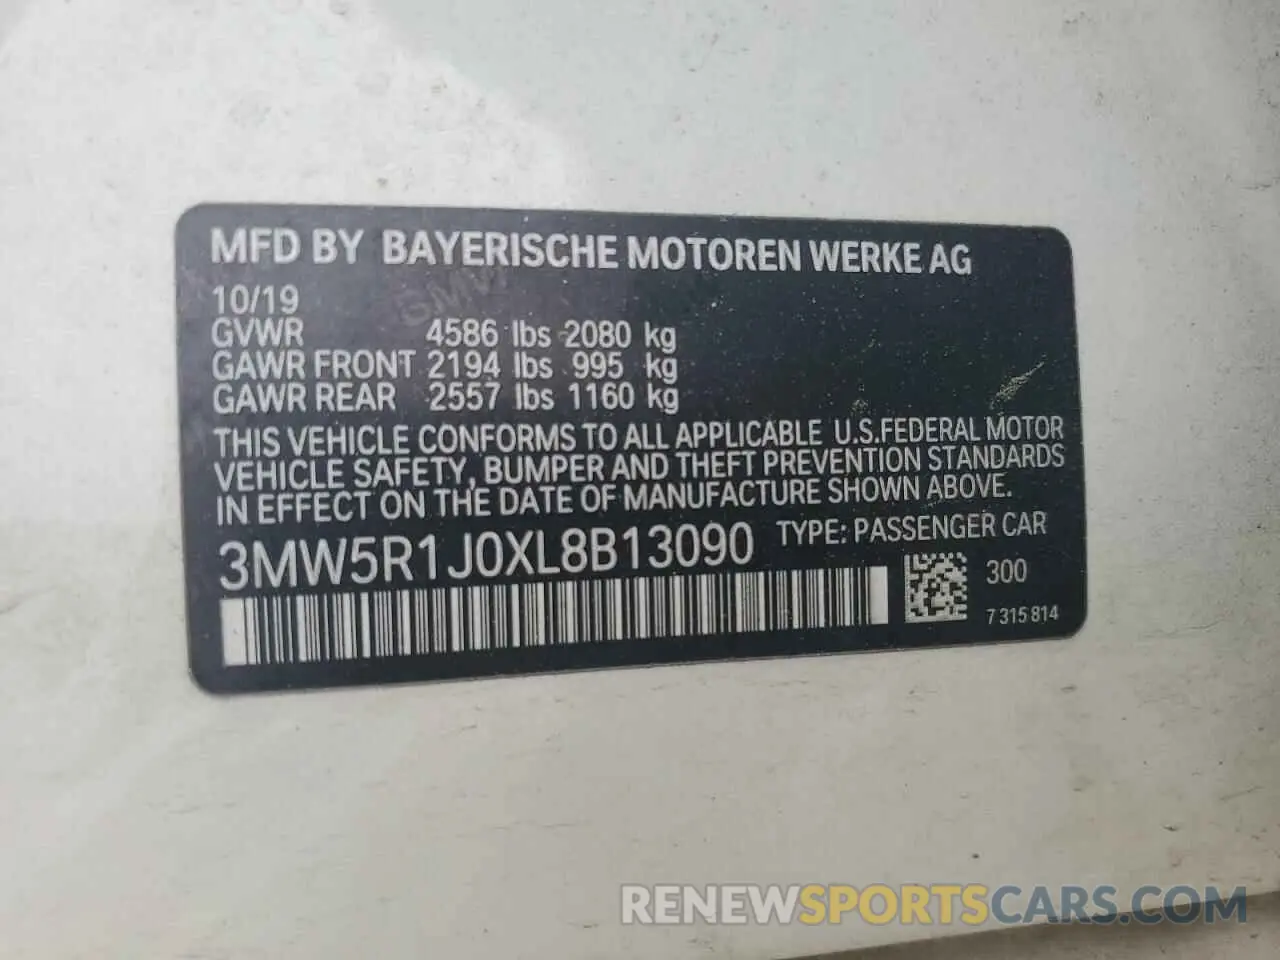 MFD BY BAYERISCHE MOTOREN WERKE AG
10/19
GVWR 4586 lbs 2080 kg
GAWR FRONT 2194 lbs 995 kg
GAWR REAR 2557 lbs 1160 kg
THIS VEHICLE CONFORMS TO ALL APPLICABLE U.S.FEDERAL MOTOR
VEHICLE SAFETY, BUMPER AND THEFT PREVENTION STANDARDS
IN EFFECT ON THE DATE OF MANUFACTURE SHOWN ABOVE.
3MW5R1J0XL8B13090 TYPE: PASSENGER CAR
300
7 315 814
RENEWSPORTSCARS.COM